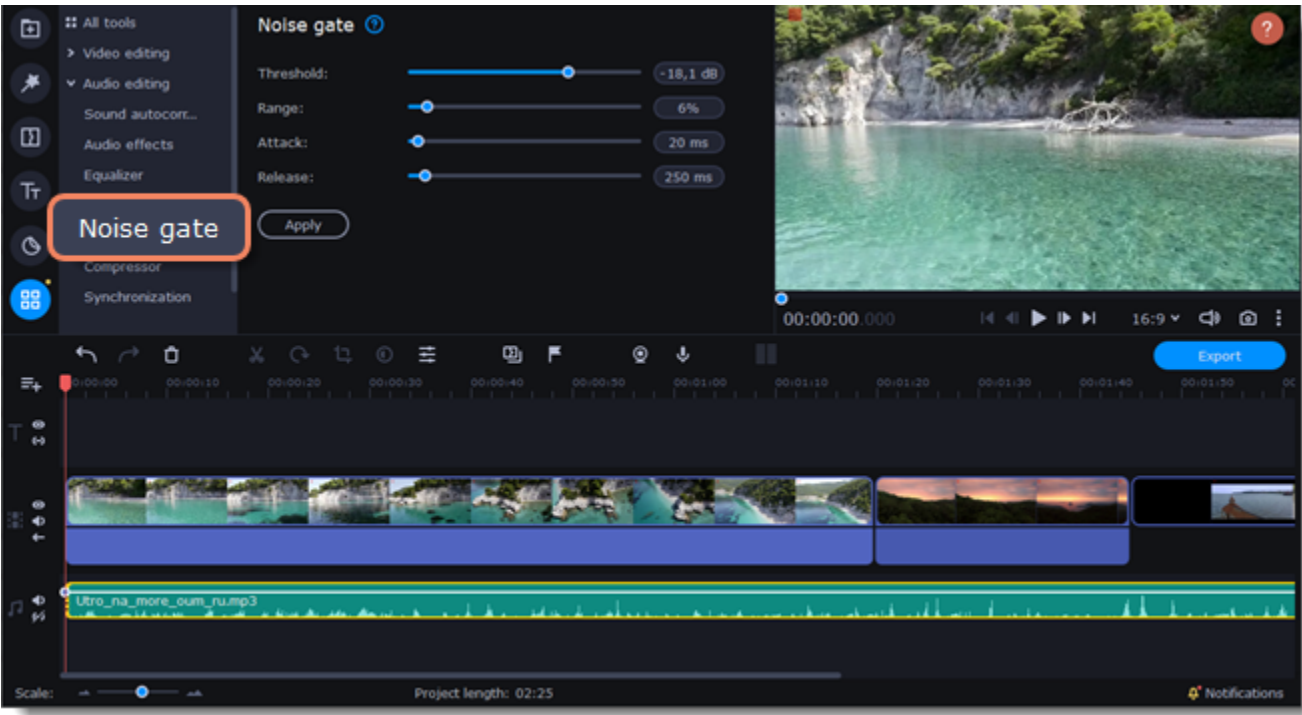 All tools
Video editing
Audio editing
Sound autocorr...
Audio effects
Equalizer
Noise gate
Compressor
Synchronization
Noise gate ?
Threshold: -18,1 dB
Range: 6%
Attack: 20 ms
Release: 250 ms
Apply
?
00:00:00.000
16:9
Export
0:00:00 00:00:10 00:00:20 00:00:30 00:00:40 00:00:50 00:01:00 00:01:10 00:01:20 00:01:30 00:01:40 00:01:50
Utro_na_more_oum_ru.mp3
Scale:
Project length: 02:25
Notifications